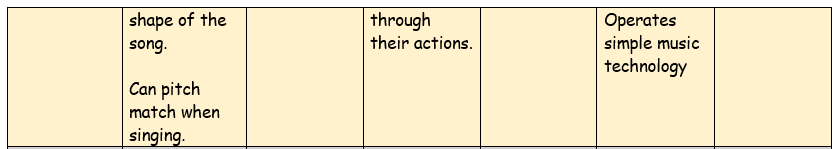 shape of the
song.
Can pitch
match when
singing.
through
their actions.
Operates
simple music
technology